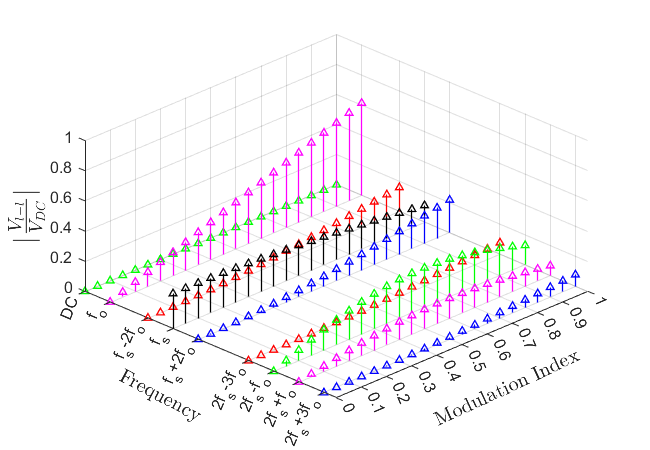 1
0.8
0.6
0.4
0.2
0
|V_{l-l}/V_{DC}|
DC
f_o
f_s-2f_o
f_s
f_s+2f_o
2f_s-3f_o
2f_s-f_o
2f_s+f_o
2f_s+3f_o
Frequency
0
0.1
0.2
0.3
0.4
0.5
0.6
0.7
0.8
0.9
1
Modulation Index